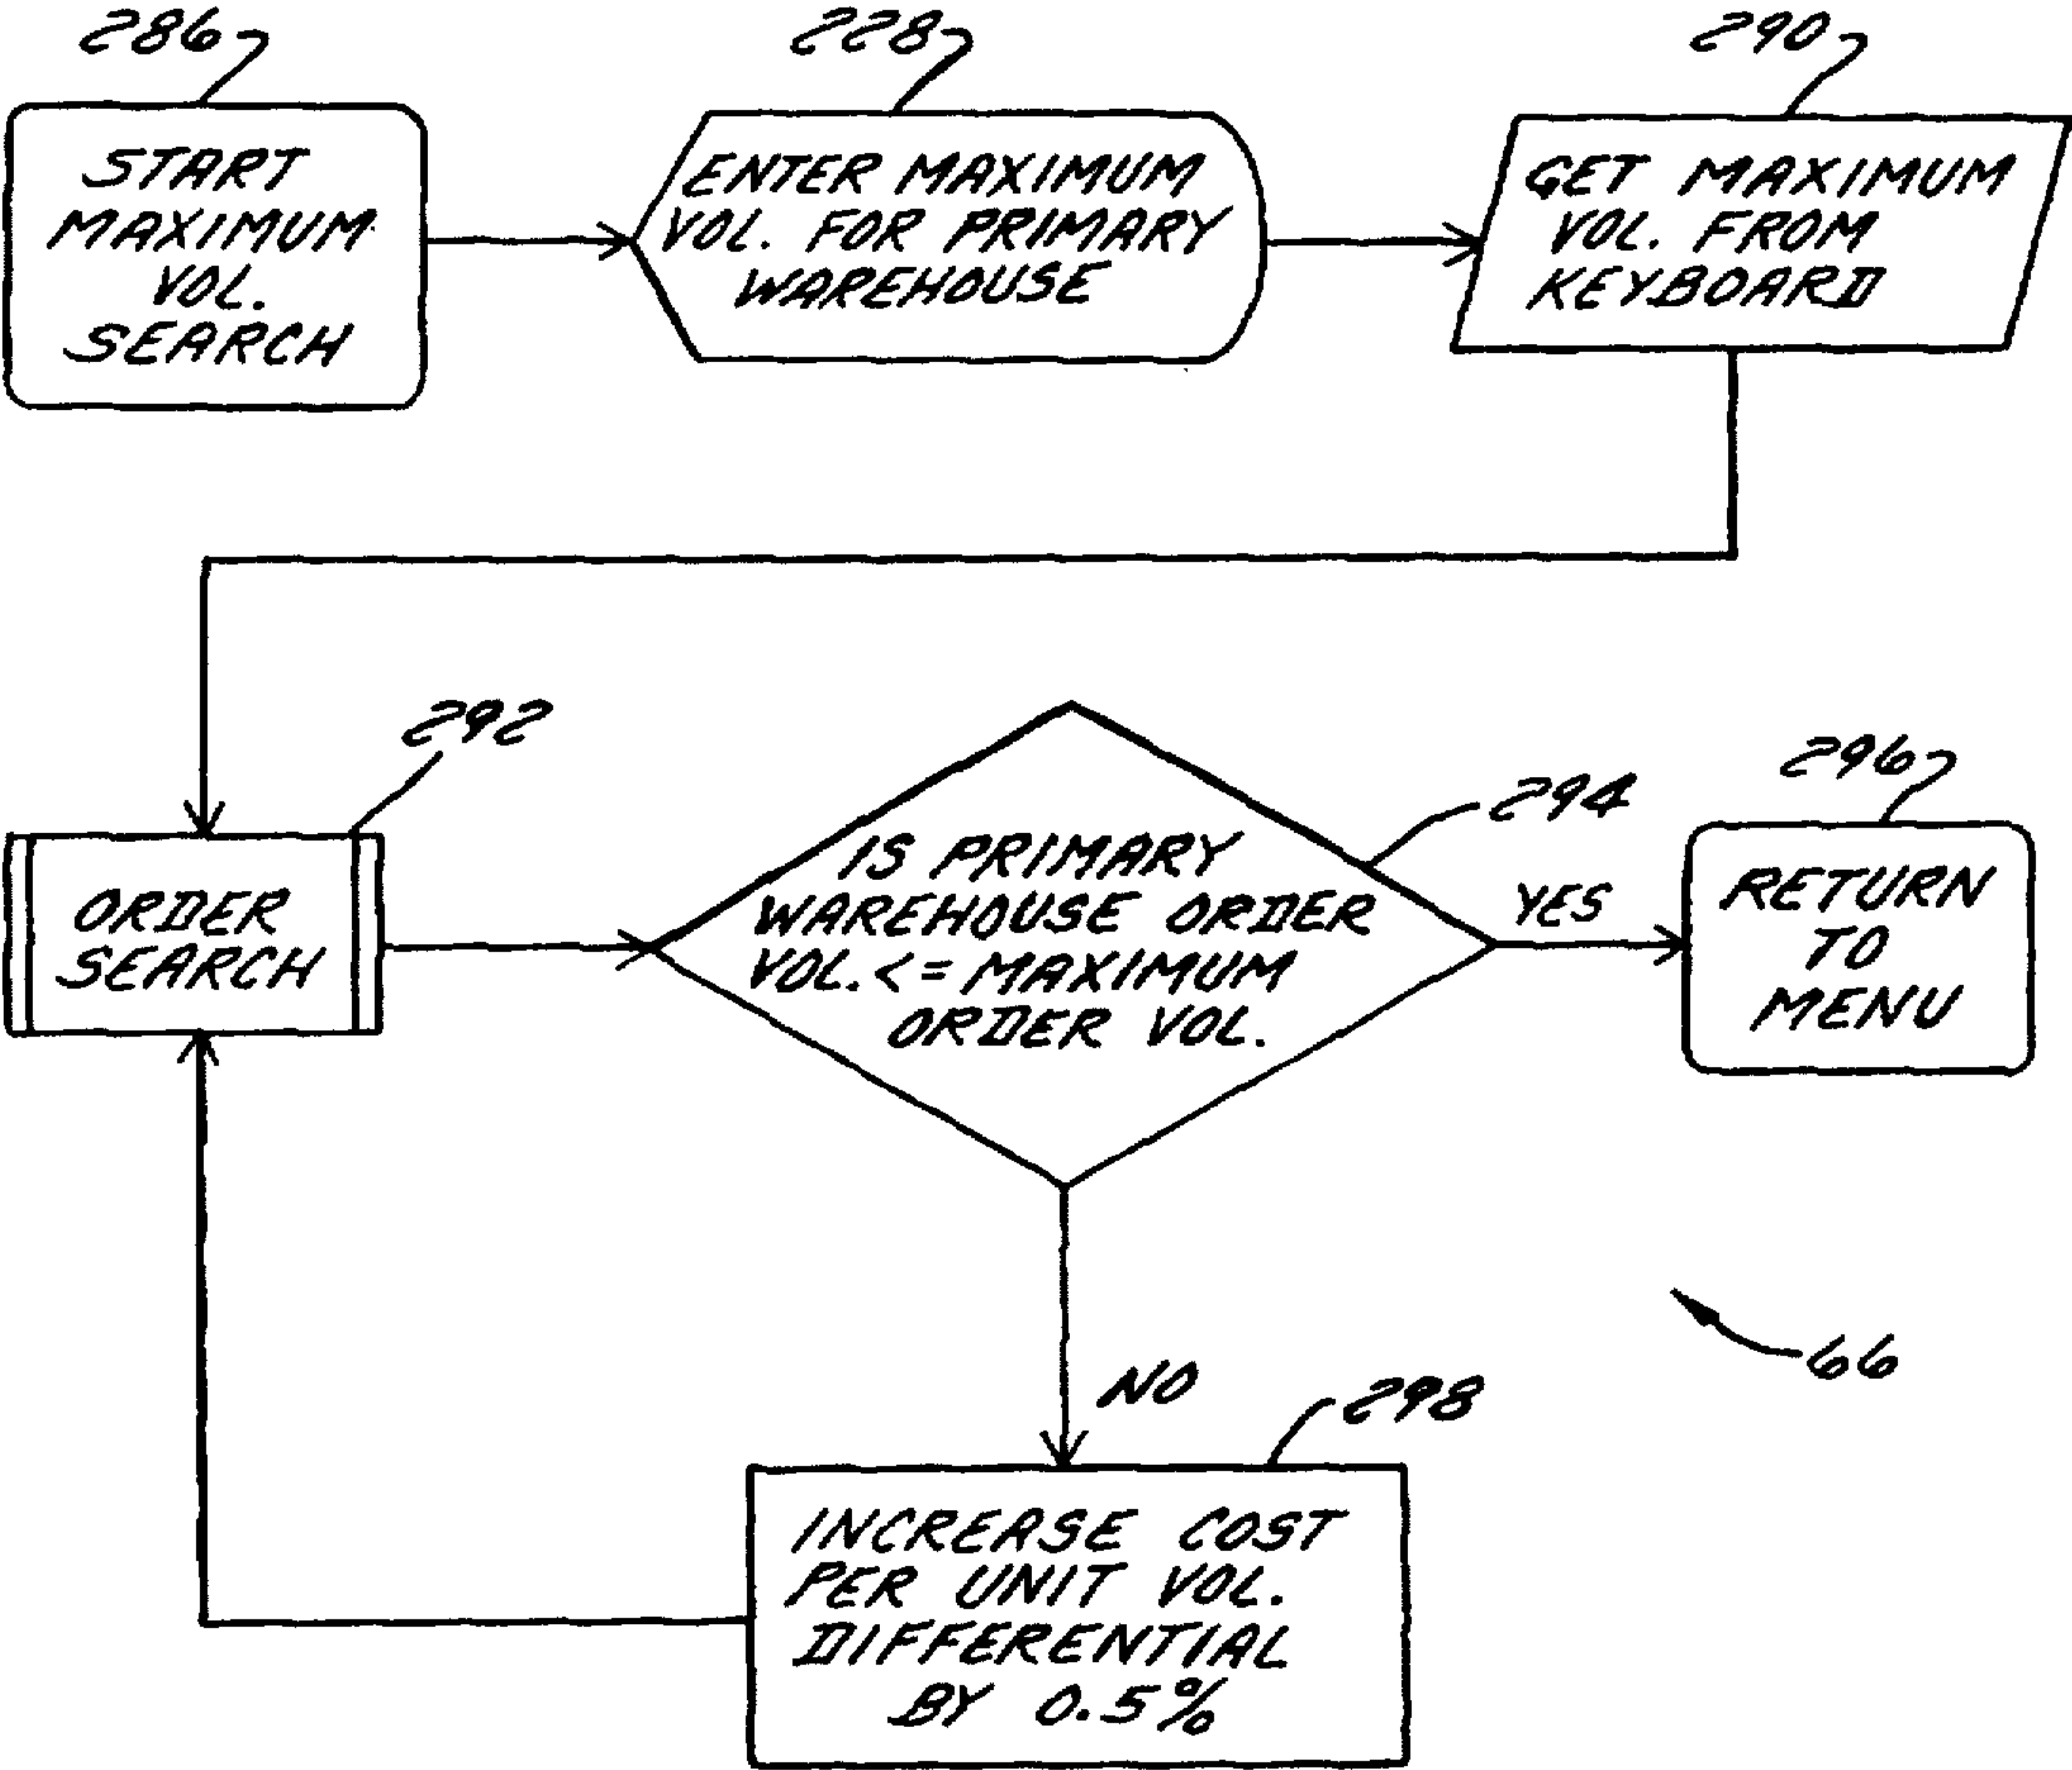 286
START
MAXIMUM
VOL.
SEARCH
228
ENTER MAXIMUM
VOL. FOR PRIMARY
WAREHOUSE
290
GET MAXIMUM
VOL. FROM
KEYBOARD
292
ORDER
SEARCH
294
IS PRIMARY
WAREHOUSE ORDER
VOL. <= MAXIMUM
ORDER VOL.
YES
296
RETURN
TO
MENU
NO
298
INCREASE COST
PER UNIT VOL.
DIFFERENTIAL
BY 0.5%
66